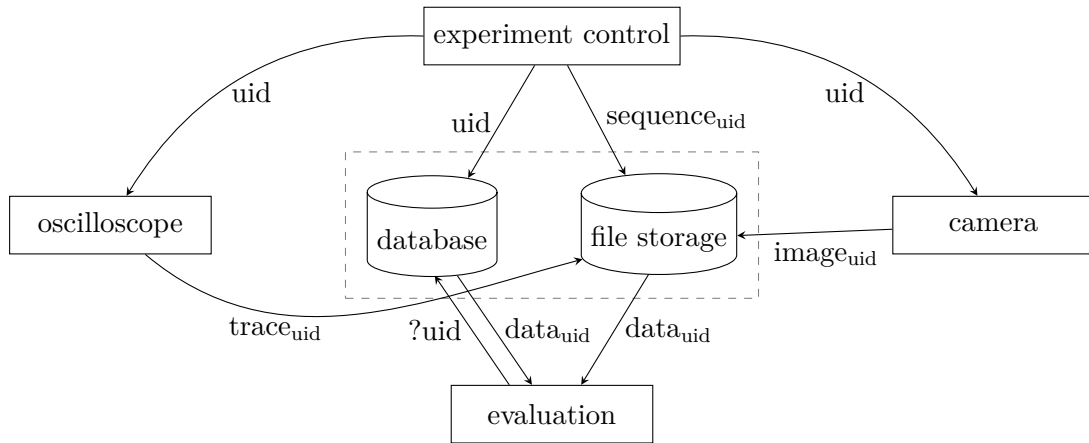 experiment control
uid
uid
uid
sequence_uid
oscilloscope
database
file storage
camera
image_uid
trace_uid
?uid
data_uid
data_uid
evaluation